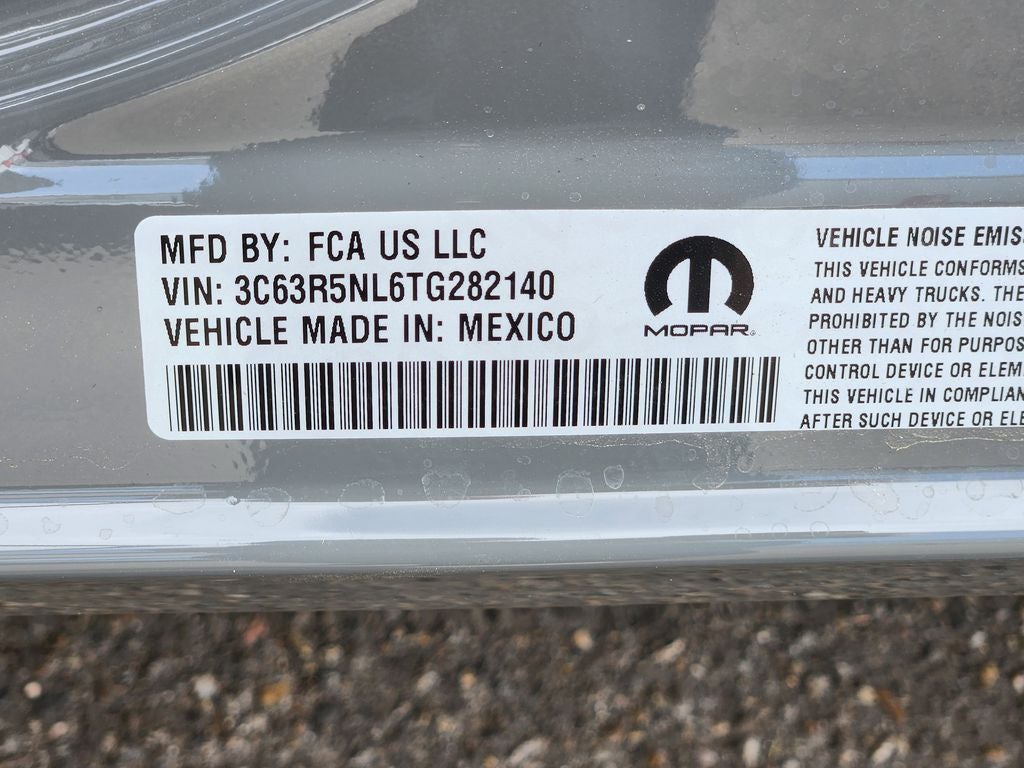 MFD BY: FCA US LLC
VIN: 3C63R5NL6TG282140
VEHICLE MADE IN: MEXICO
MOPAR®
VEHICLE NOISE EMIS
THIS VEHICLE CONFORMS
AND HEAVY TRUCKS. THE
PROHIBITED BY THE NOIS
OTHER THAN FOR PURPOS
CONTROL DEVICE OR ELEM
THIS VEHICLE IN COMPLIAN
AFTER SUCH DEVICE OR ELE